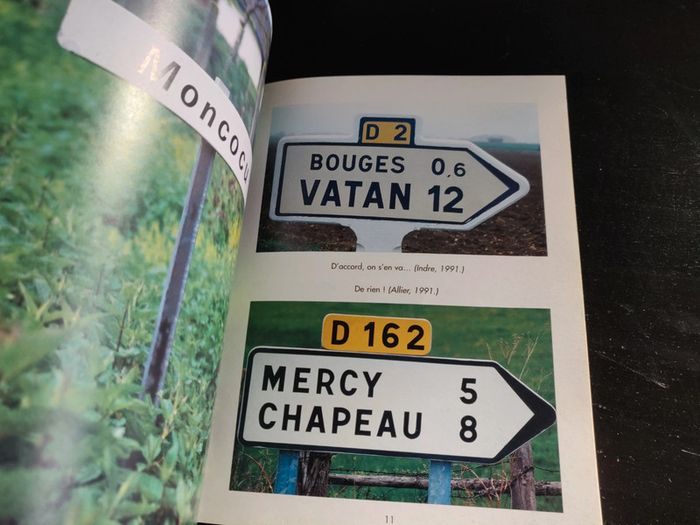 Moncocu
D 2
BOUGES 0,6
VATAN 12
D'accord, on s'en va... (Indre, 1991.)
De rien ! (Allier, 1991.)
D 162
MERCY 5
CHAPEAU 8
11